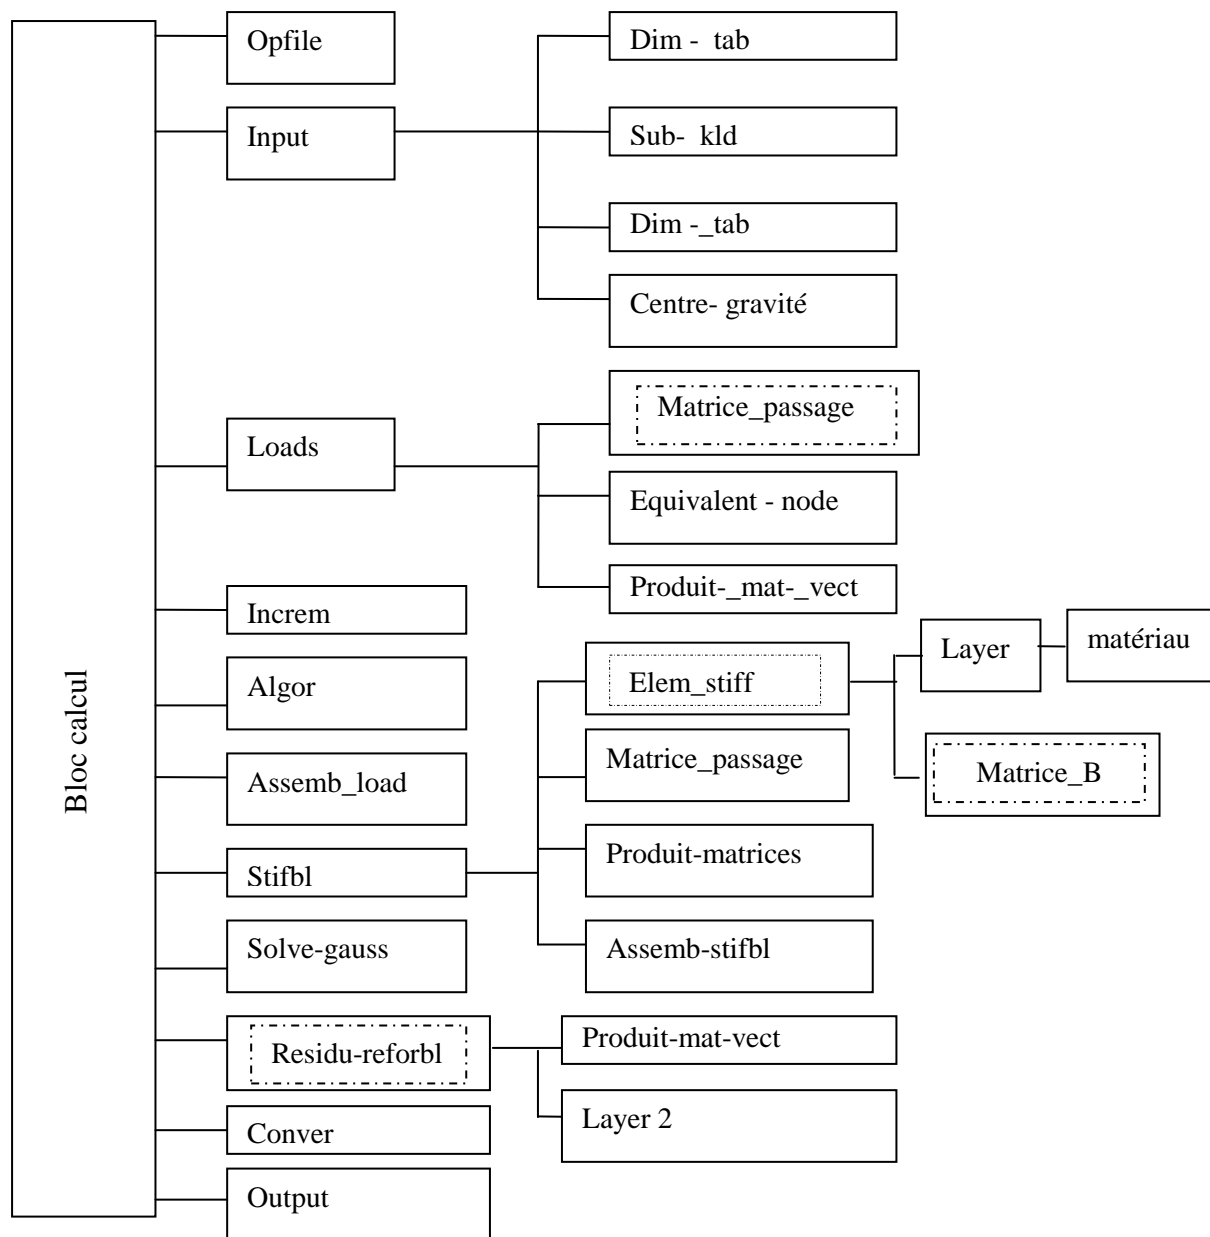 Bloc calcul
Opfile
Input
Dim - tab
Sub- kld
Dim -_tab
Centre- gravité
Loads
Matrice_passage
Equivalent - node
Produit-_mat-_vect
Increm
Algor
Assemb_load
Stifbl
Elem_stiff
Layer
matériau
Matrice_B
Matrice_passage
Produit-matrices
Assemb-stifbl
Solve-gauss
Residu-reforbl
Produit-mat-vect
Layer 2
Conver
Output